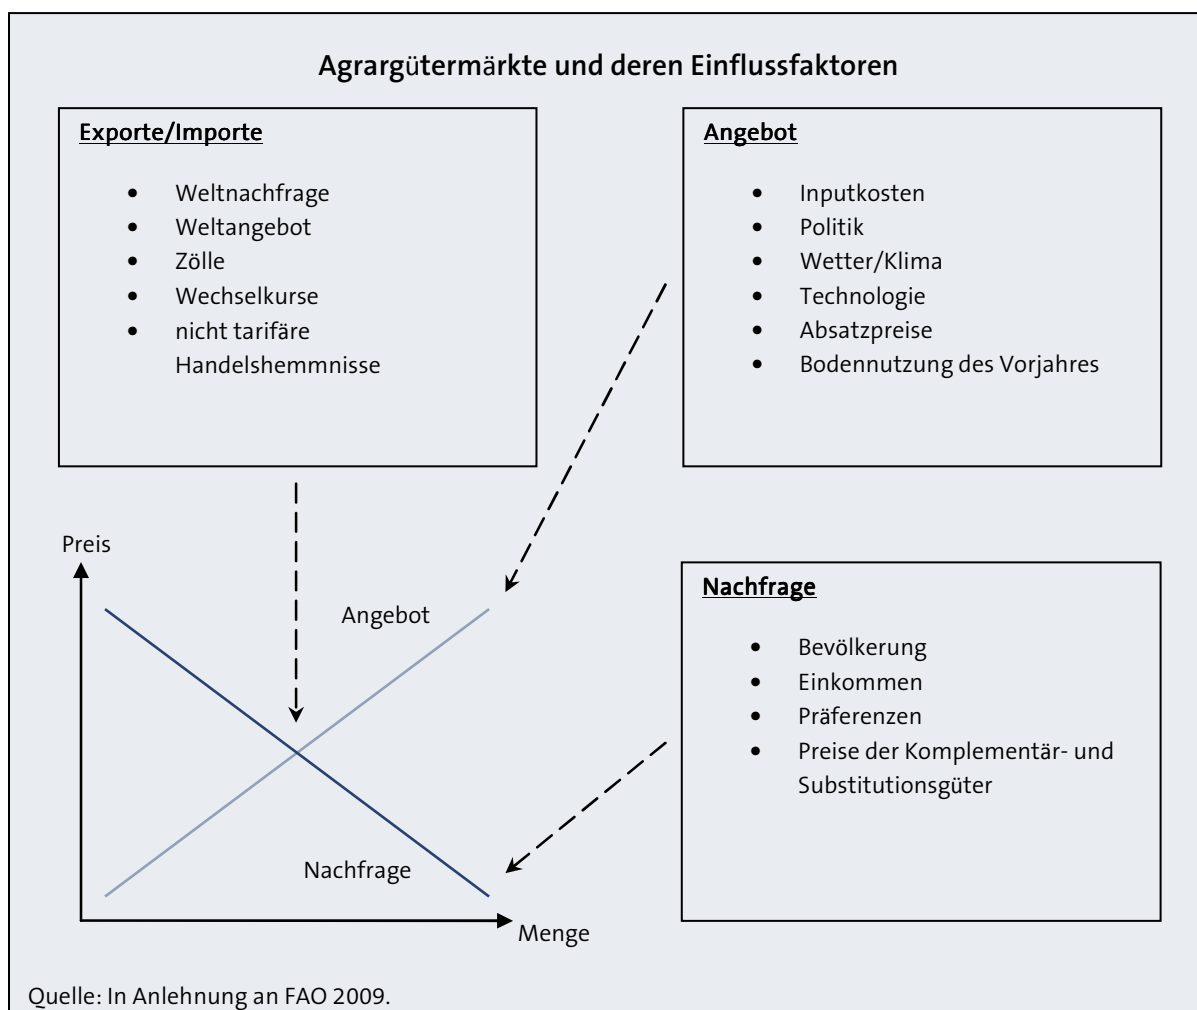 Agrargütermärkte und deren Einflussfaktoren
Exporte/Importe
• Weltnachfrage
• Weltangebot
• Zölle
• Wechselkurse
• nicht tarifäre
Handelshemmnisse
Angebot
• Inputkosten
• Politik
• Wetter/Klima
• Technologie
• Absatzpreise
• Bodennutzung des Vorjahres
Preis
Angebot
Nachfrage
Menge
Nachfrage
• Bevölkerung
• Einkommen
• Präferenzen
• Preise der Komplementär- und
Substitutionsgüter
Quelle: In Anlehnung an FAO 2009.